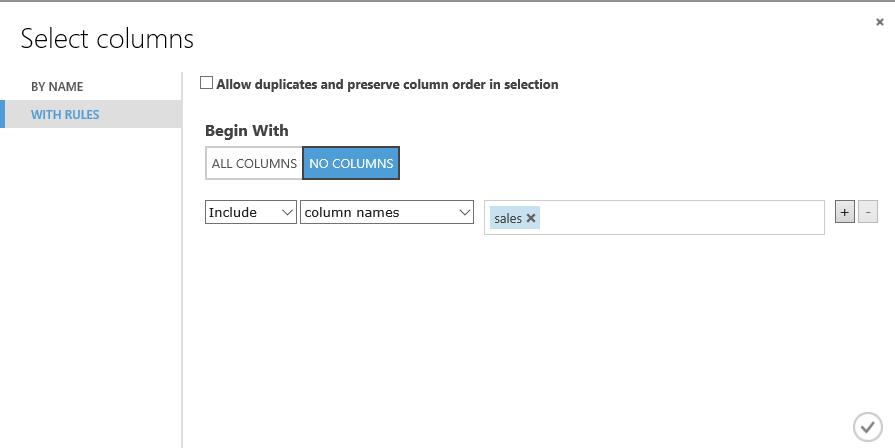 Select columns
BY NAME
WITH RULES
Allow duplicates and preserve column order in selection
Begin With
ALL COLUMNS NO COLUMNS
Include column names sales × + -